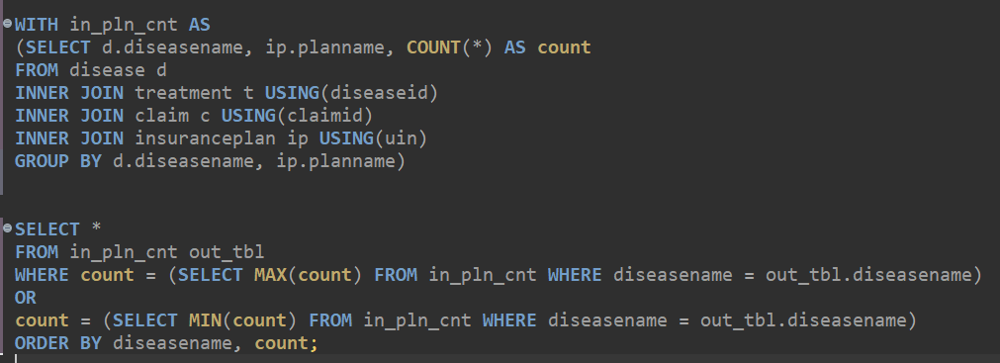 WITH in_pln_cnt AS
(SELECT d.diseasename, ip.planname, COUNT(*) AS count
FROM disease d
INNER JOIN treatment t USING(diseaseid)
INNER JOIN claim c USING(claimid)
INNER JOIN insuranceplan ip USING(uin)
GROUP BY d.diseasename, ip.planname)
SELECT *
FROM in_pln_cnt out_tbl
WHERE count = (SELECT MAX(count) FROM in_pln_cnt WHERE diseasename = out_tbl.diseasename)
OR
count = (SELECT MIN(count) FROM in_pln_cnt WHERE diseasename = out_tbl.diseasename)
ORDER BY diseasename, count;